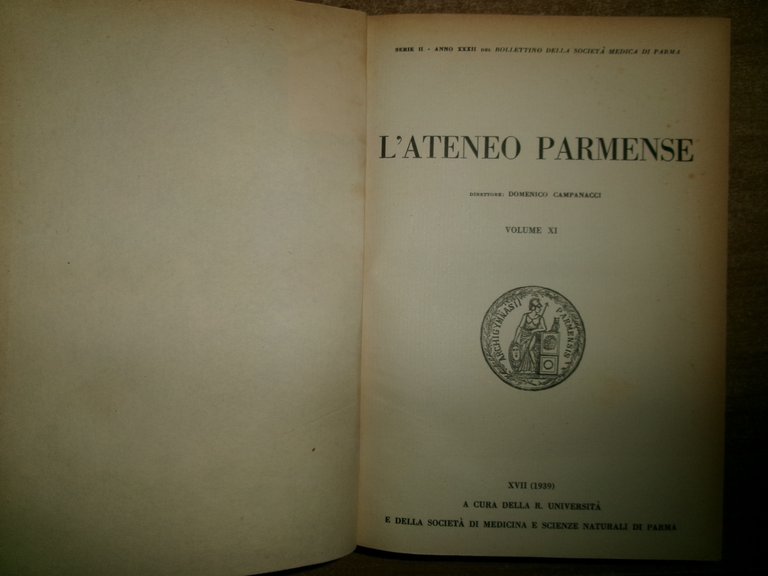 SERIE II - ANNO XXXII DEL BOLLETTINO DELLA SOCIETÀ MEDICA DI PARMA
L'ATENEO PARMENSE
DIRETTORE: DOMENICO CAMPANACCI
VOLUME XI
ARCHIGYMNASII PARMENSIS
XVII (1939)
A CURA DELLA R. UNIVERSITÀ
E DELLA SOCIETÀ DI MEDICINA E SCIENZE NATURALI DI PARMA